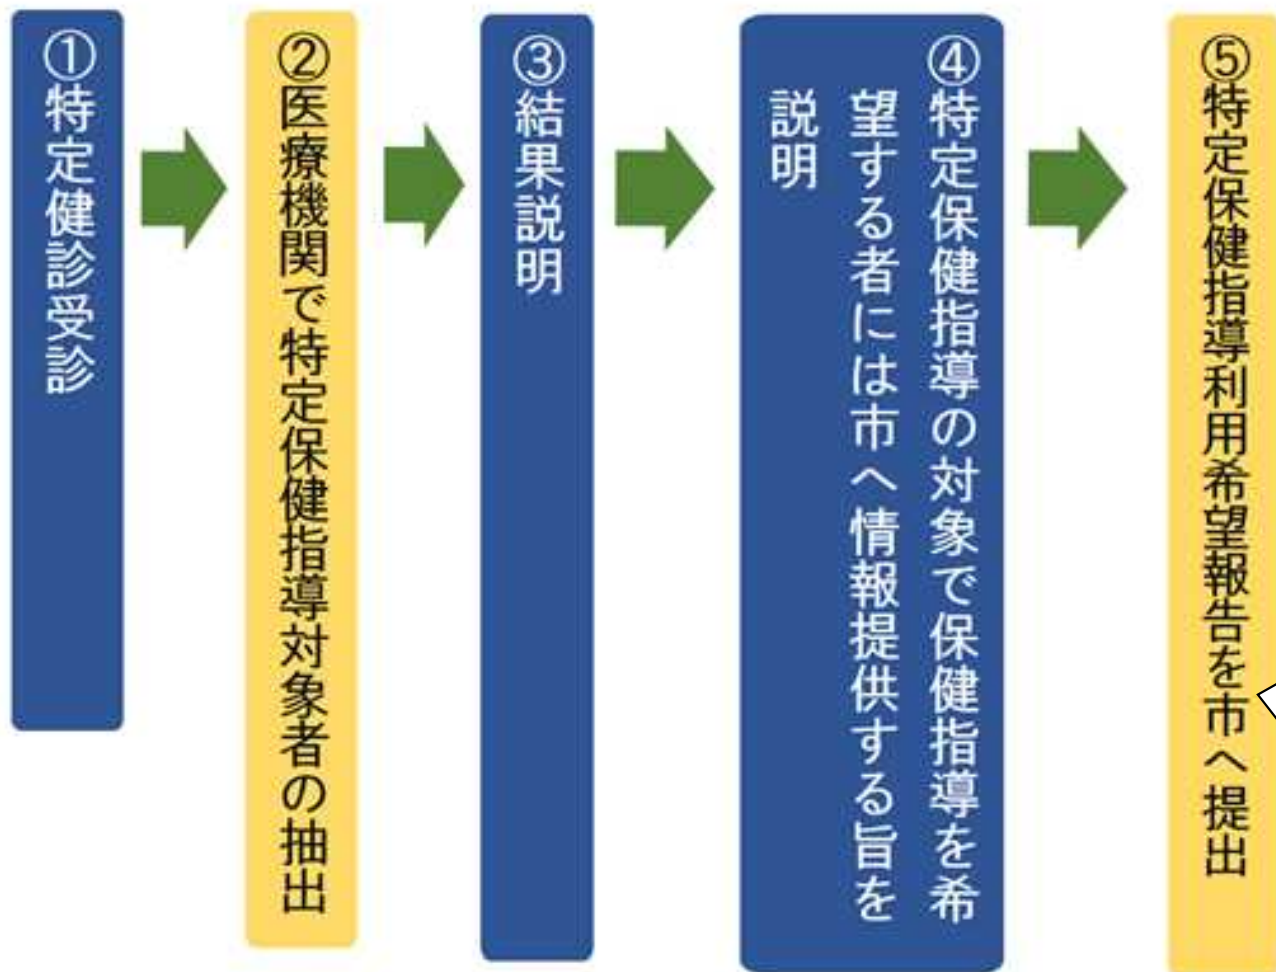 ①特定健診受診
②医療機関で特定保健指導対象者の抽出
③結果説明
④特定保健指導の対象で保健指導を希
望する者には市へ情報提供する旨を
説明
⑤特定保健指導利用希望報告を市へ提出